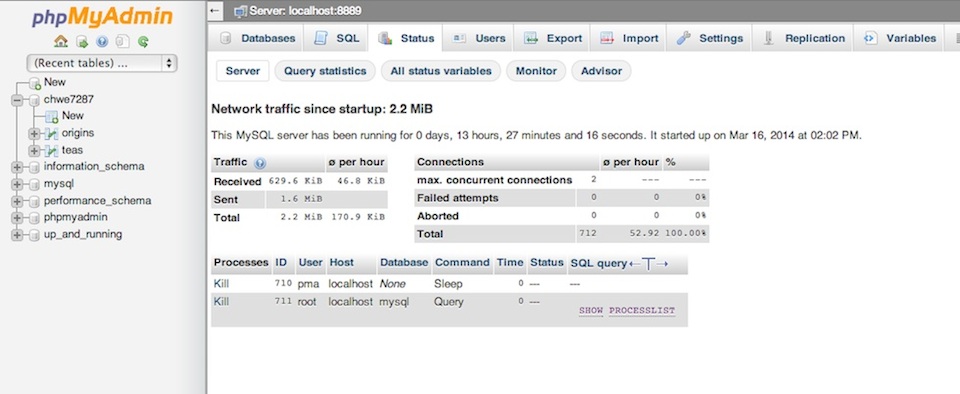 phpMyAdmin
(Recent tables) ...
New
chwe7287
New
origins
teas
information_schema
mysql
performance_schema
phpmyadmin
up_and_running
Server: localhost:8889
Databases SQL Status Users Export Import Settings Replication Variables
Server Query statistics All status variables Monitor Advisor
Network traffic since startup: 2.2 MiB
This MySQL server has been running for 0 days, 13 hours, 27 minutes and 16 seconds. It started up on Mar 16, 2014 at 02:02 PM.
Traffic ø per hour
Received 629.6 KiB 46.8 KiB
Sent 1.6 MiB
Total 2.2 MiB 170.9 KiB
Connections ø per hour %
max. concurrent connections 2 --- ---
Failed attempts 0 0 0%
Aborted 0 0 0%
Total 712 52.92 100.00%
Processes ID User Host Database Command Time Status SQL query
Kill 710 pma localhost None Sleep 0 --- ---
Kill 711 root localhost mysql Query 0 ---
SHOW PROCESSLIST